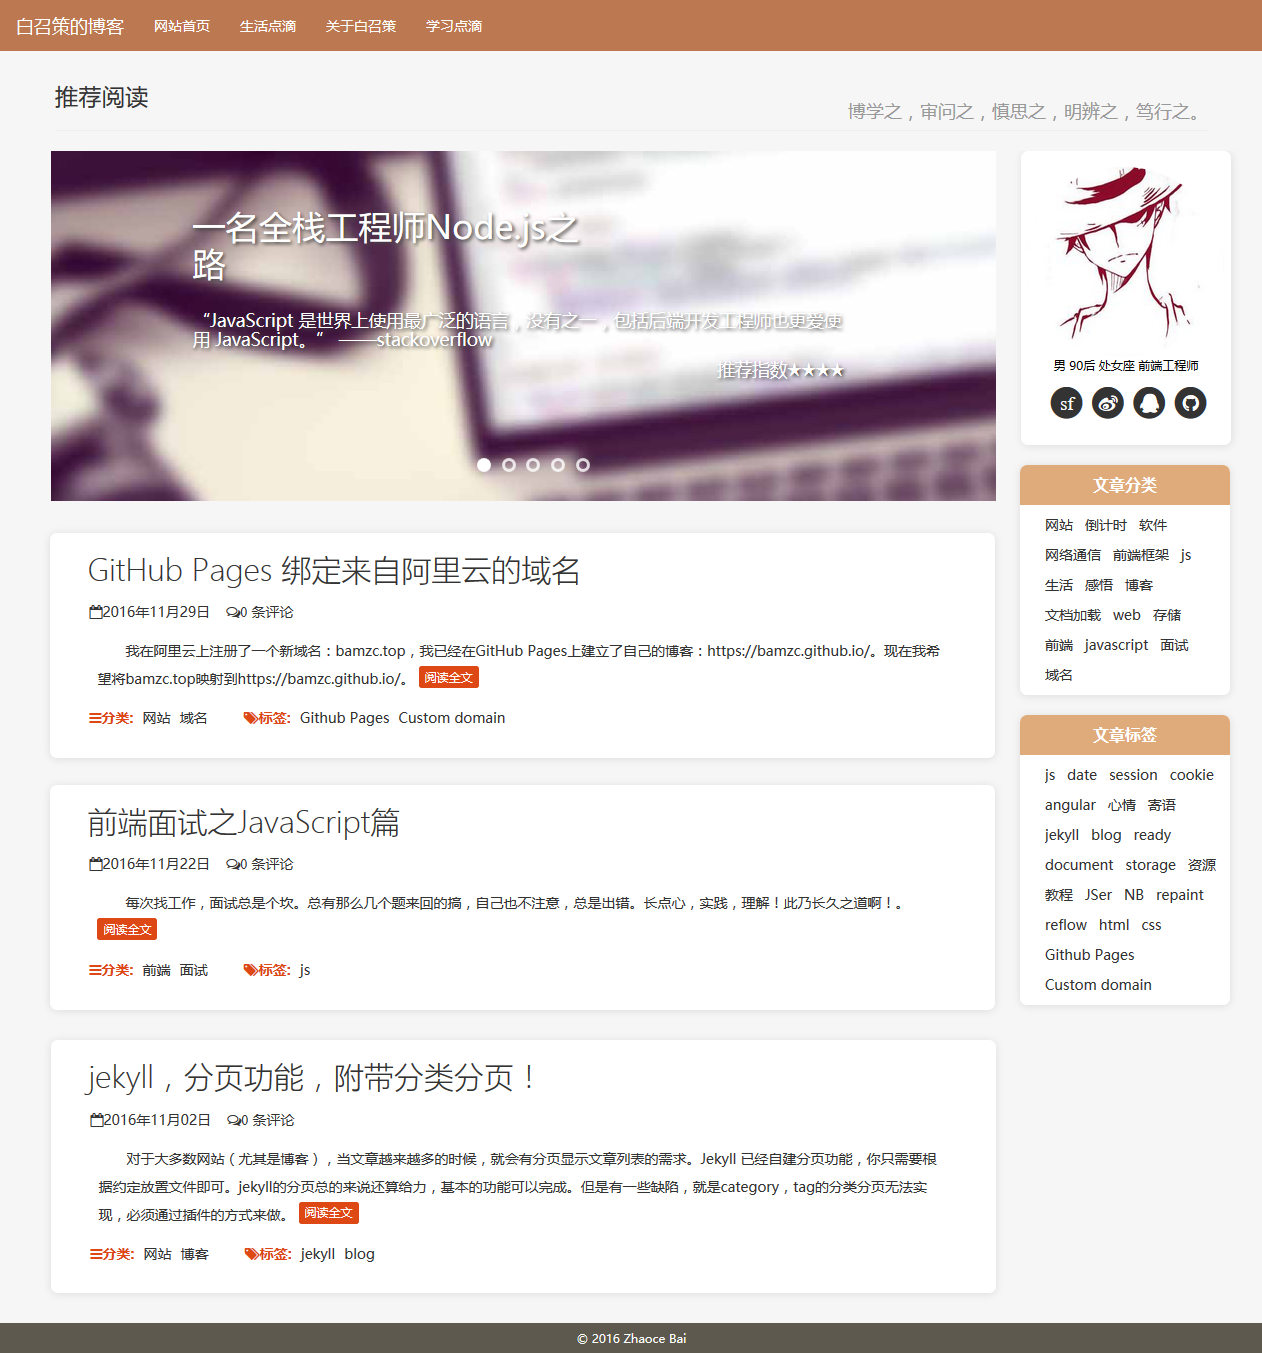 白召策的博客 网站首页 生活点滴 关于白召策 学习点滴
推荐阅读
博学之，审问之，慎思之，明辨之，笃行之。
一名全栈工程师Node.js之
路
“JavaScript 是世界上使用最广泛的语言，没有之一，包括后端开发工程师也更爱使
用 JavaScript。” ——stackoverflow
推荐指数★★★★
男 90后 处女座 前端工程师
sf
文章分类
网站 倒计时 软件
网络通信 前端框架 js
生活 感悟 博客
文档加载 web 存储
前端 javascript 面试
域名
文章标签
js date session cookie
angular 心情 寄语
jekyll blog ready
document storage 资源
教程 JSer NB repaint
reflow html css
Github Pages
Custom domain
GitHub Pages 绑定来自阿里云的域名
2016年11月29日 0 条评论
我在阿里云上注册了一个新域名：bamzc.top，我已经在GitHub Pages上建立了自己的博客：https://bamzc.github.io/。现在我希
望将bamzc.top映射到https://bamzc.github.io/。 阅读全文
分类: 网站 域名 标签: Github Pages Custom domain
前端面试之JavaScript篇
2016年11月22日 0 条评论
每次找工作，面试总是个坎。总有那么几个题来回的搞，自己也不注意，总是出错。长点心，实践，理解！此乃长久之道啊！。
阅读全文
分类: 前端 面试 标签: js
jekyll，分页功能，附带分类分页！
2016年11月02日 0 条评论
对于大多数网站（尤其是博客），当文章越来越多的时候，就会有分页显示文章列表的需求。Jekyll 已经自建分页功能，你只需要根
据约定放置文件即可。jekyll的分页总的来说还算给力，基本的功能可以完成。但是有一些缺陷，就是category，tag的分类分页无法实
现，必须通过插件的方式来做。 阅读全文
分类: 网站 博客 标签: jekyll blog
© 2016 Zhaoce Bai